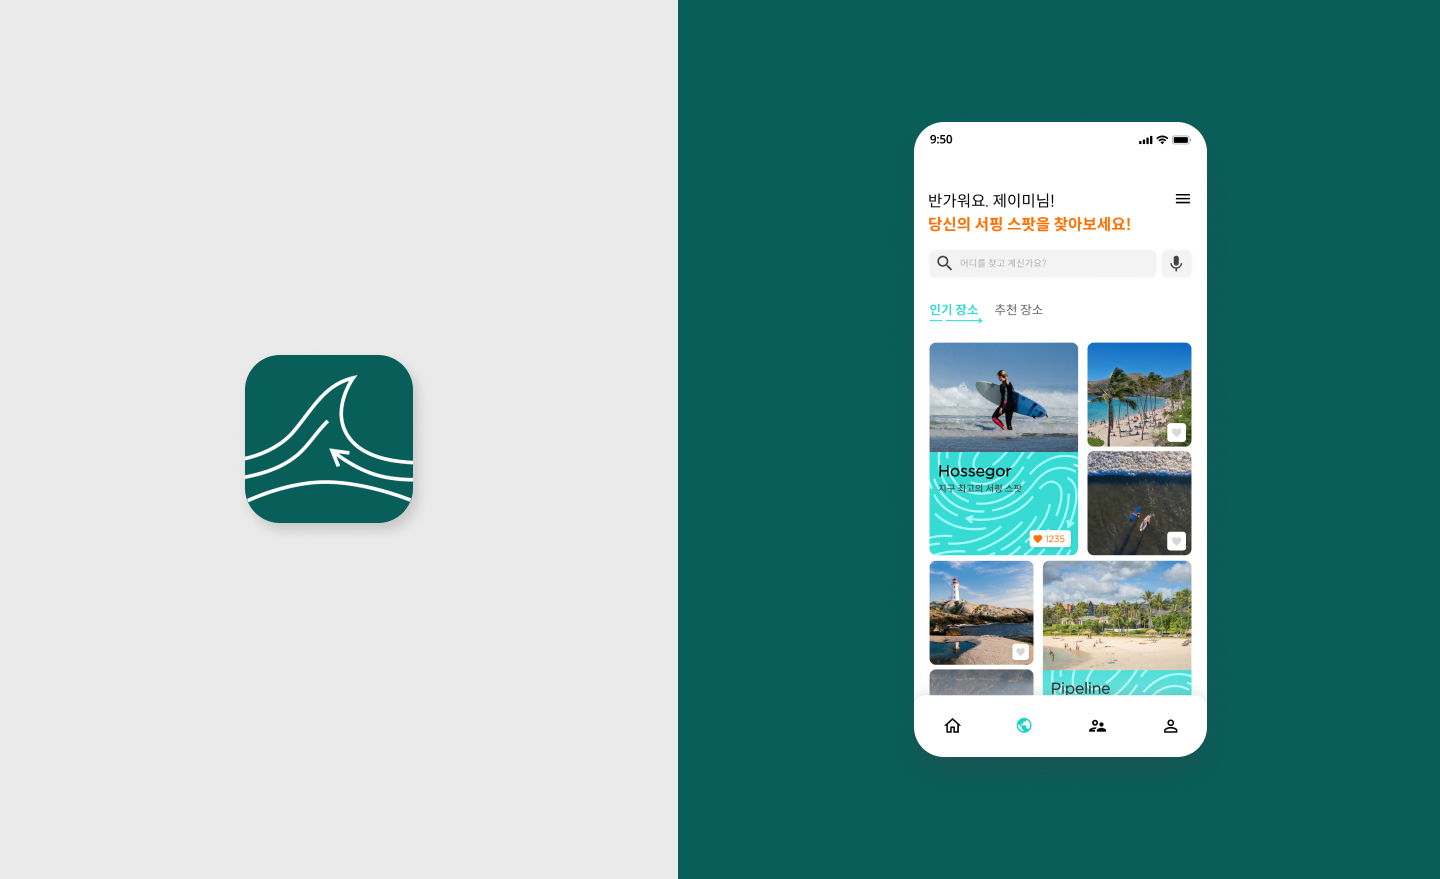 9:50
반가워요. 제이미님!
당신의 서핑 스팟을 찾아보세요!
어디를 찾고 계신가요?
인기 장소 추천 장소
Hossegor
지구 최고의 서핑 스팟
1235
Pipeline